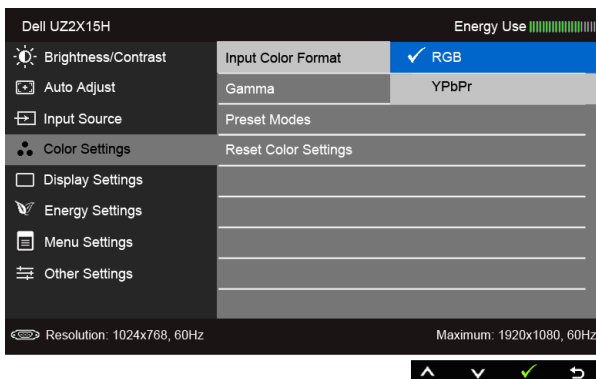 Dell UZ2X15H
Energy Use
Brightness/Contrast
Input Color Format
RGB
Auto Adjust
Gamma
YPbPr
Input Source
Preset Modes
Color Settings
Reset Color Settings
Display Settings
Energy Settings
Menu Settings
Other Settings
Resolution: 1024x768, 60Hz
Maximum: 1920x1080, 60Hz